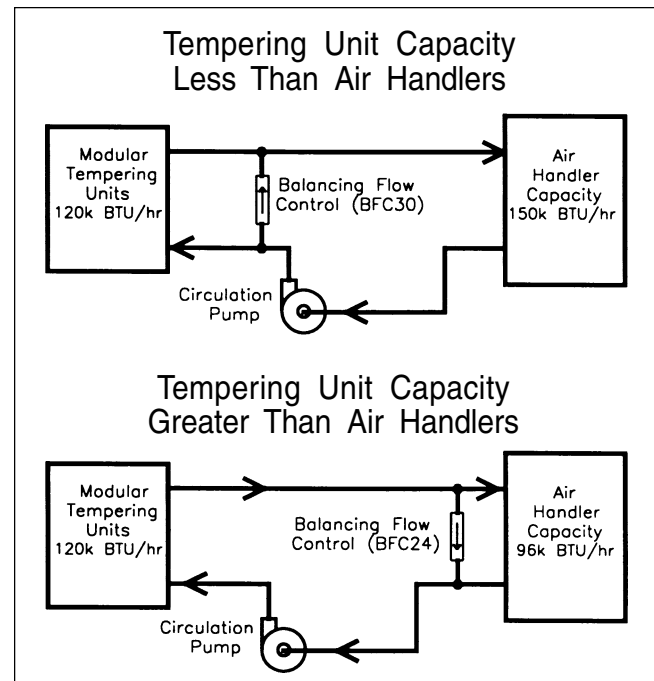 Tempering Unit Capacity
Less Than Air Handlers
Modular
Tempering
Units
120k BTU/hr
Balancing Flow
Control (BFC30)
Air
Handler
Capacity
150k BTU/hr
Circulation
Pump
Tempering Unit Capacity
Greater Than Air Handlers
Modular
Tempering
Units
120k BTU/hr
Balancing Flow
Control (BFC24)
Air
Handler
Capacity
96k BTU/hr
Circulation
Pump